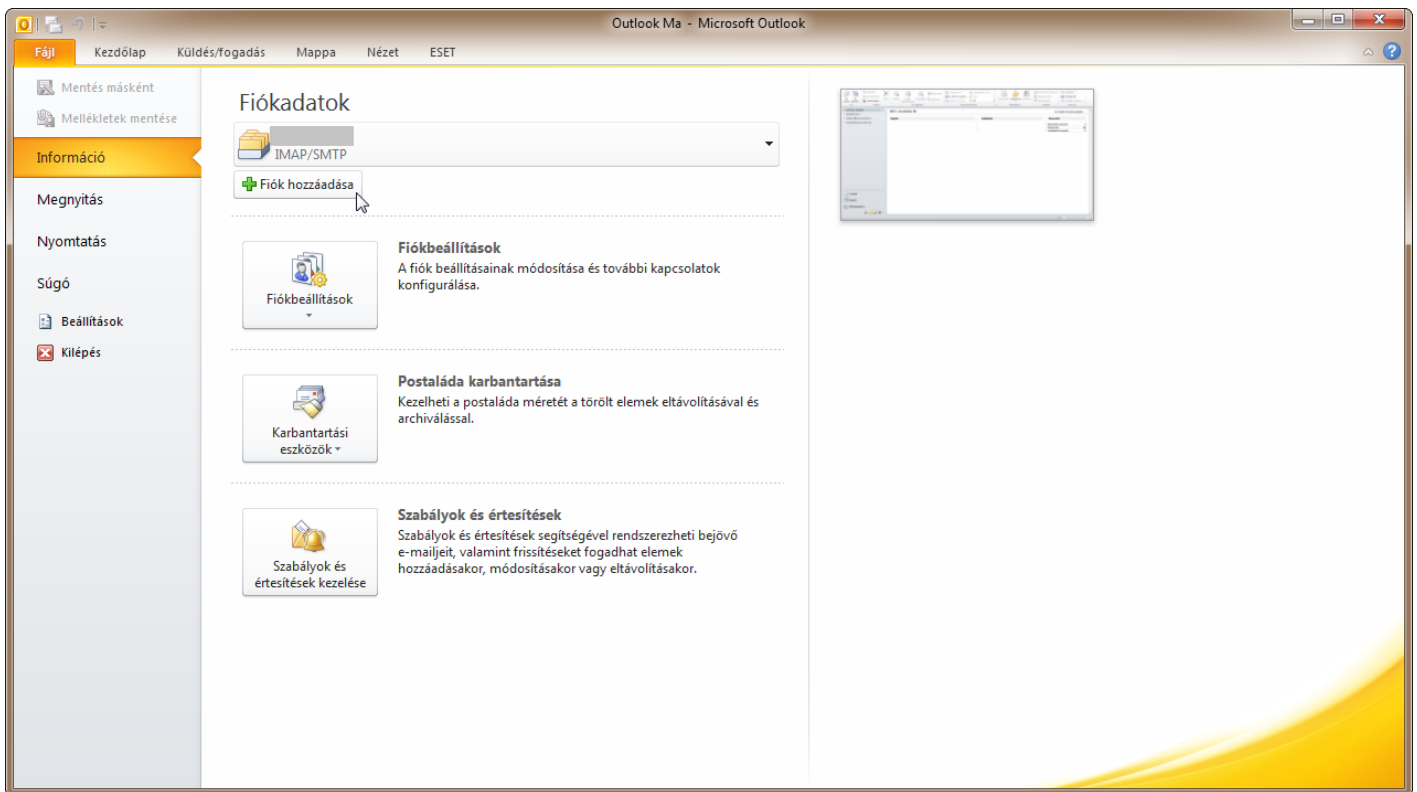 Outlook Ma - Microsoft Outlook
Fájl Kezdőlap Küldés/fogadás Mappa Nézet ESET
Mentés másként
Mellékletek mentése
Információ
Megnyitás
Nyomtatás
Súgó
Beállítások
Kilépés
Fiókadatok
IMAP/SMTP
Fiók hozzáadása
Fiókbeállítások
Fiókbeállítások
A fiók beállításainak módosítása és további kapcsolatok
konfigurálása.
Karbantartási
eszközök
Postaláda karbantartása
Kezelheti a postaláda méretét a törölt elemek eltávolításával és
archiválással.
Szabályok és
értesítések kezelése
Szabályok és értesítések
Szabályok és értesítések segítségével rendszerezheti bejövő
e-mailjeit, valamint frissítéseket fogadhat elemek
hozzáadásakor, módosításakor vagy eltávolításakor.